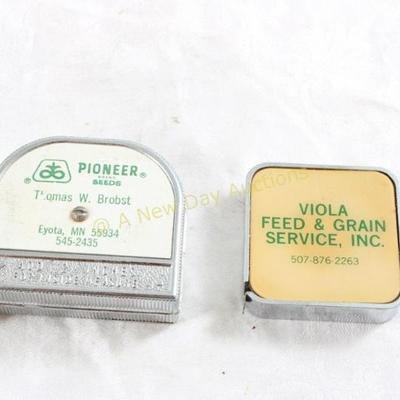 PIONEER®
BRAND
SEEDS
Thomas W. Brobst
Eyota, MN 55934
545-2435
VIOLA
FEED & GRAIN
SERVICE, INC.
507-876-2263
© A New Day Auctions